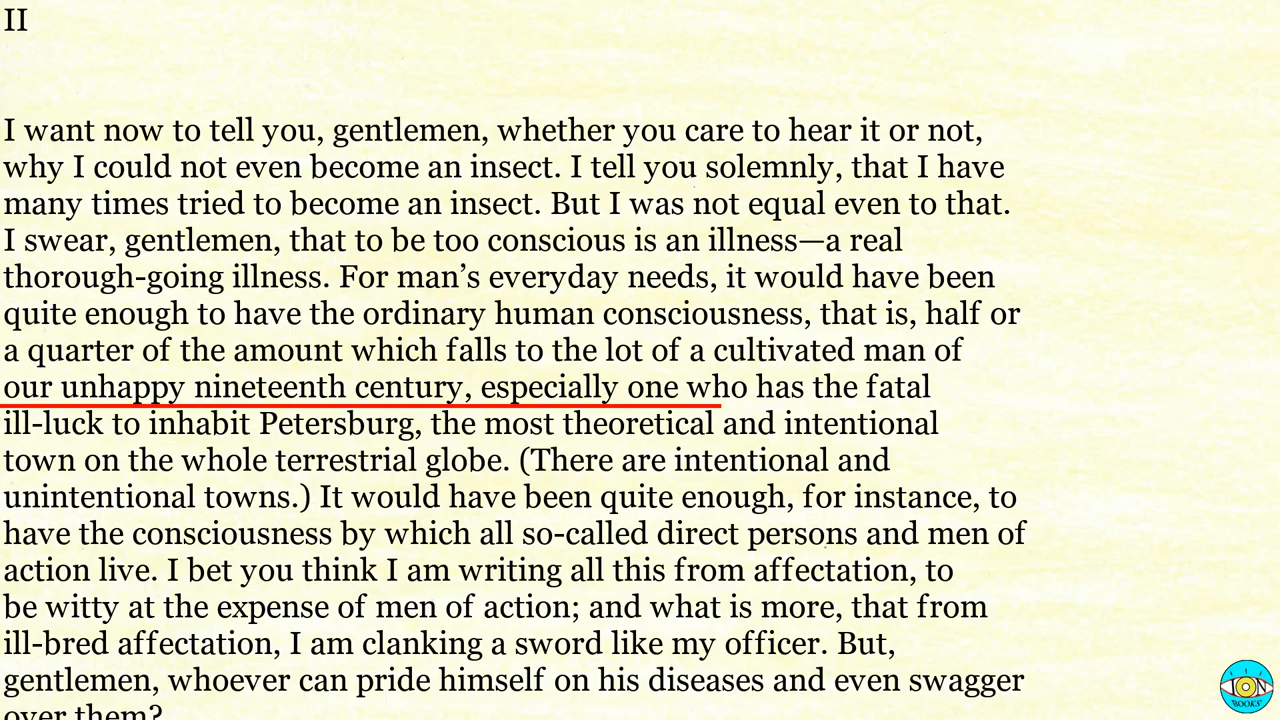 II
I want now to tell you, gentlemen, whether you care to hear it or not,
why I could not even become an insect. I tell you solemnly, that I have
many times tried to become an insect. But I was not equal even to that.
I swear, gentlemen, that to be too conscious is an illness—a real
thorough-going illness. For man’s everyday needs, it would have been
quite enough to have the ordinary human consciousness, that is, half or
a quarter of the amount which falls to the lot of a cultivated man of
our unhappy nineteenth century, especially one who has the fatal
ill-luck to inhabit Petersburg, the most theoretical and intentional
town on the whole terrestrial globe. (There are intentional and
unintentional towns.) It would have been quite enough, for instance, to
have the consciousness by which all so-called direct persons and men of
action live. I bet you think I am writing all this from affectation, to
be witty at the expense of men of action; and what is more, that from
ill-bred affectation, I am clanking a sword like my officer. But,
gentlemen, whoever can pride himself on his diseases and even swagger
over them?
ION
BOOKS